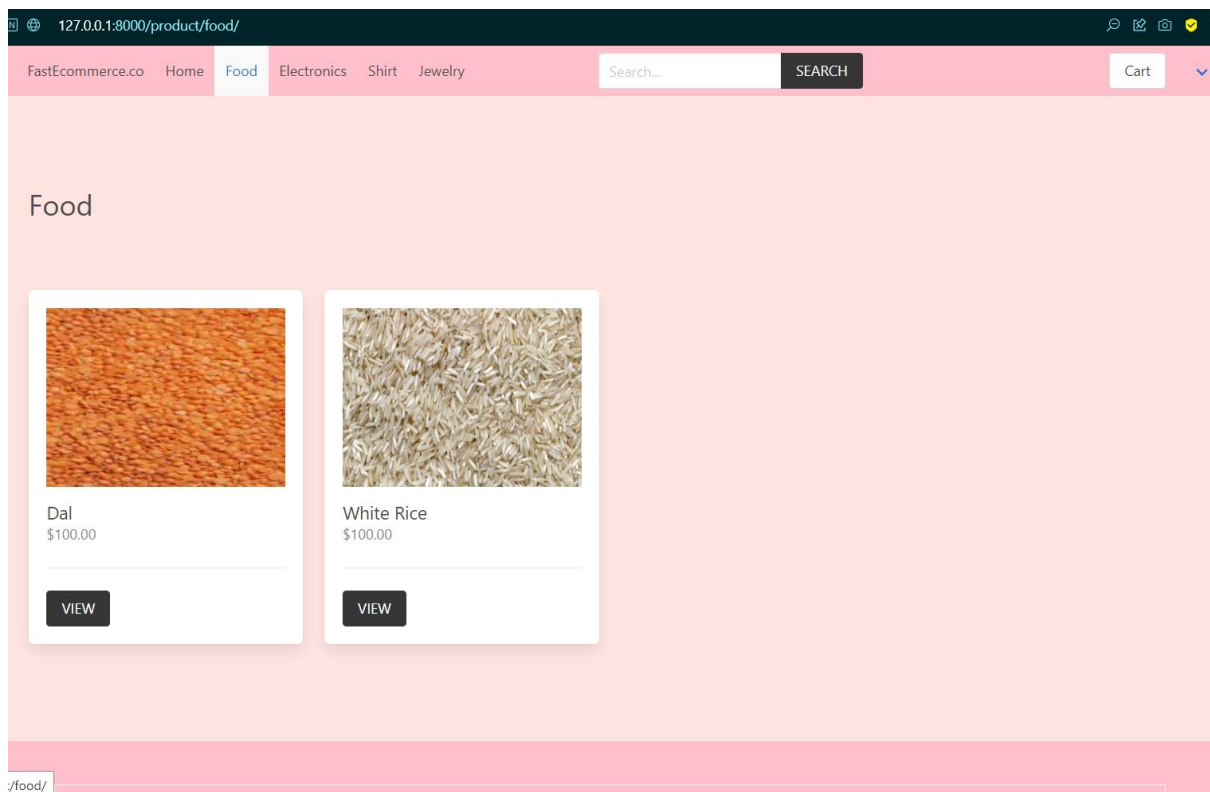 127.0.0.1:8000/product/food/
FastEcommerce.co Home Food Electronics Shirt Jewelry Search... SEARCH Cart
Food
Dal
$100.00
VIEW
White Rice
$100.00
VIEW
/food/